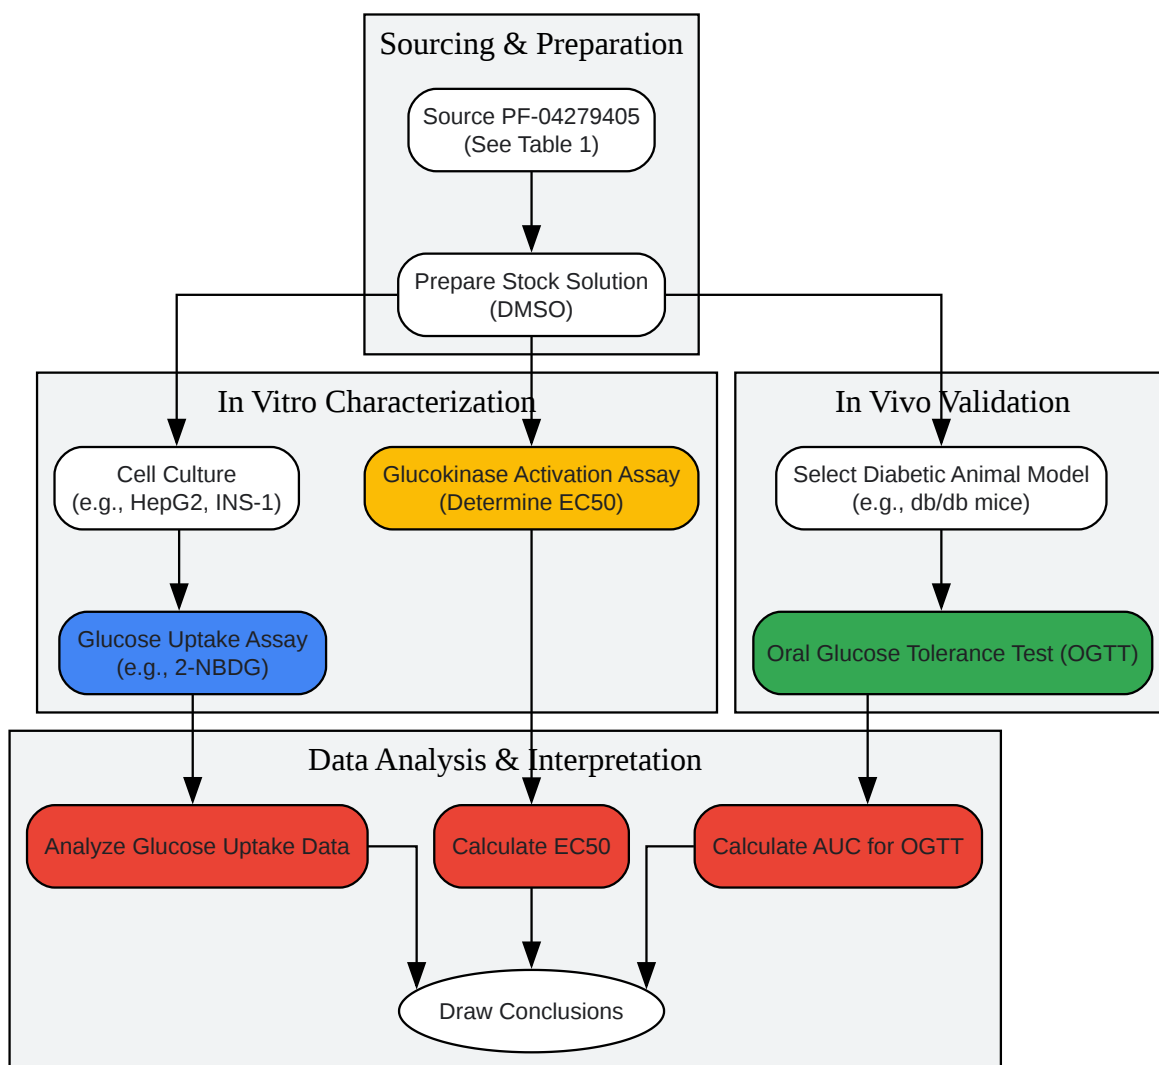 Sourcing & Preparation
Source PF-04279405
(See Table 1)
Prepare Stock Solution
(DMSO)
In Vitro Characterization
In Vivo Validation
Cell Culture
(e.g., HepG2, INS-1)
Glucokinase Activation Assay
(Determine EC50)
Select Diabetic Animal Model
(e.g., db/db mice)
Glucose Uptake Assay
(e.g., 2-NBDG)
Oral Glucose Tolerance Test (OGTT)
Data Analysis & Interpretation
Analyze Glucose Uptake Data
Calculate EC50
Calculate AUC for OGTT
Draw Conclusions